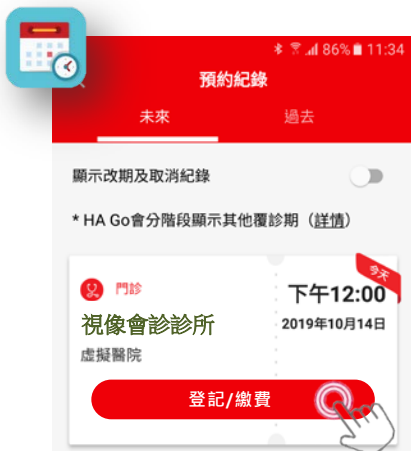 86% 11:34
預約紀錄
未來 過去
顯示改期及取消紀錄
* HA Go會分階段顯示其他覆診期（詳情）
今天
門診 下午12:00
視像會診診所 2019年10月14日
虛擬醫院
登記/繳費